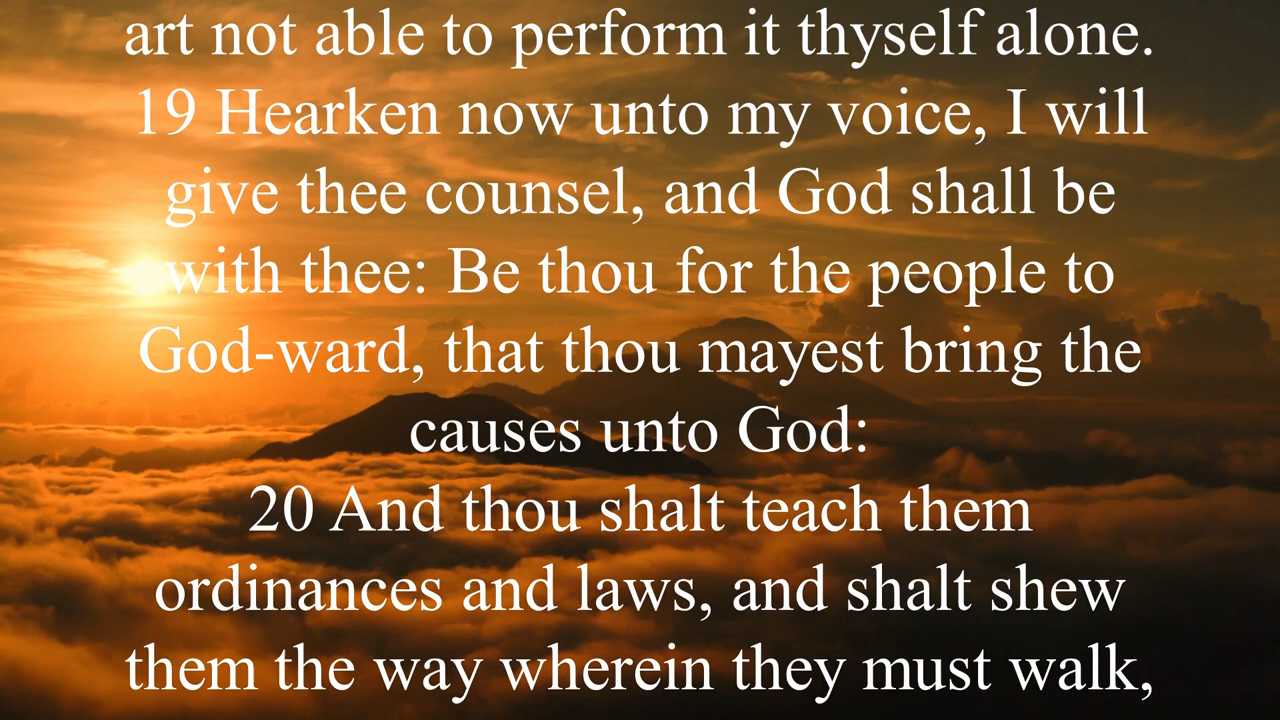 art not able to perform it thyself alone.
19 Hearken now unto my voice, I will
give thee counsel, and God shall be
with thee: Be thou for the people to
God-ward, that thou mayest bring the
causes unto God:
20 And thou shalt teach them
ordinances and laws, and shalt shew
them the way wherein they must walk,